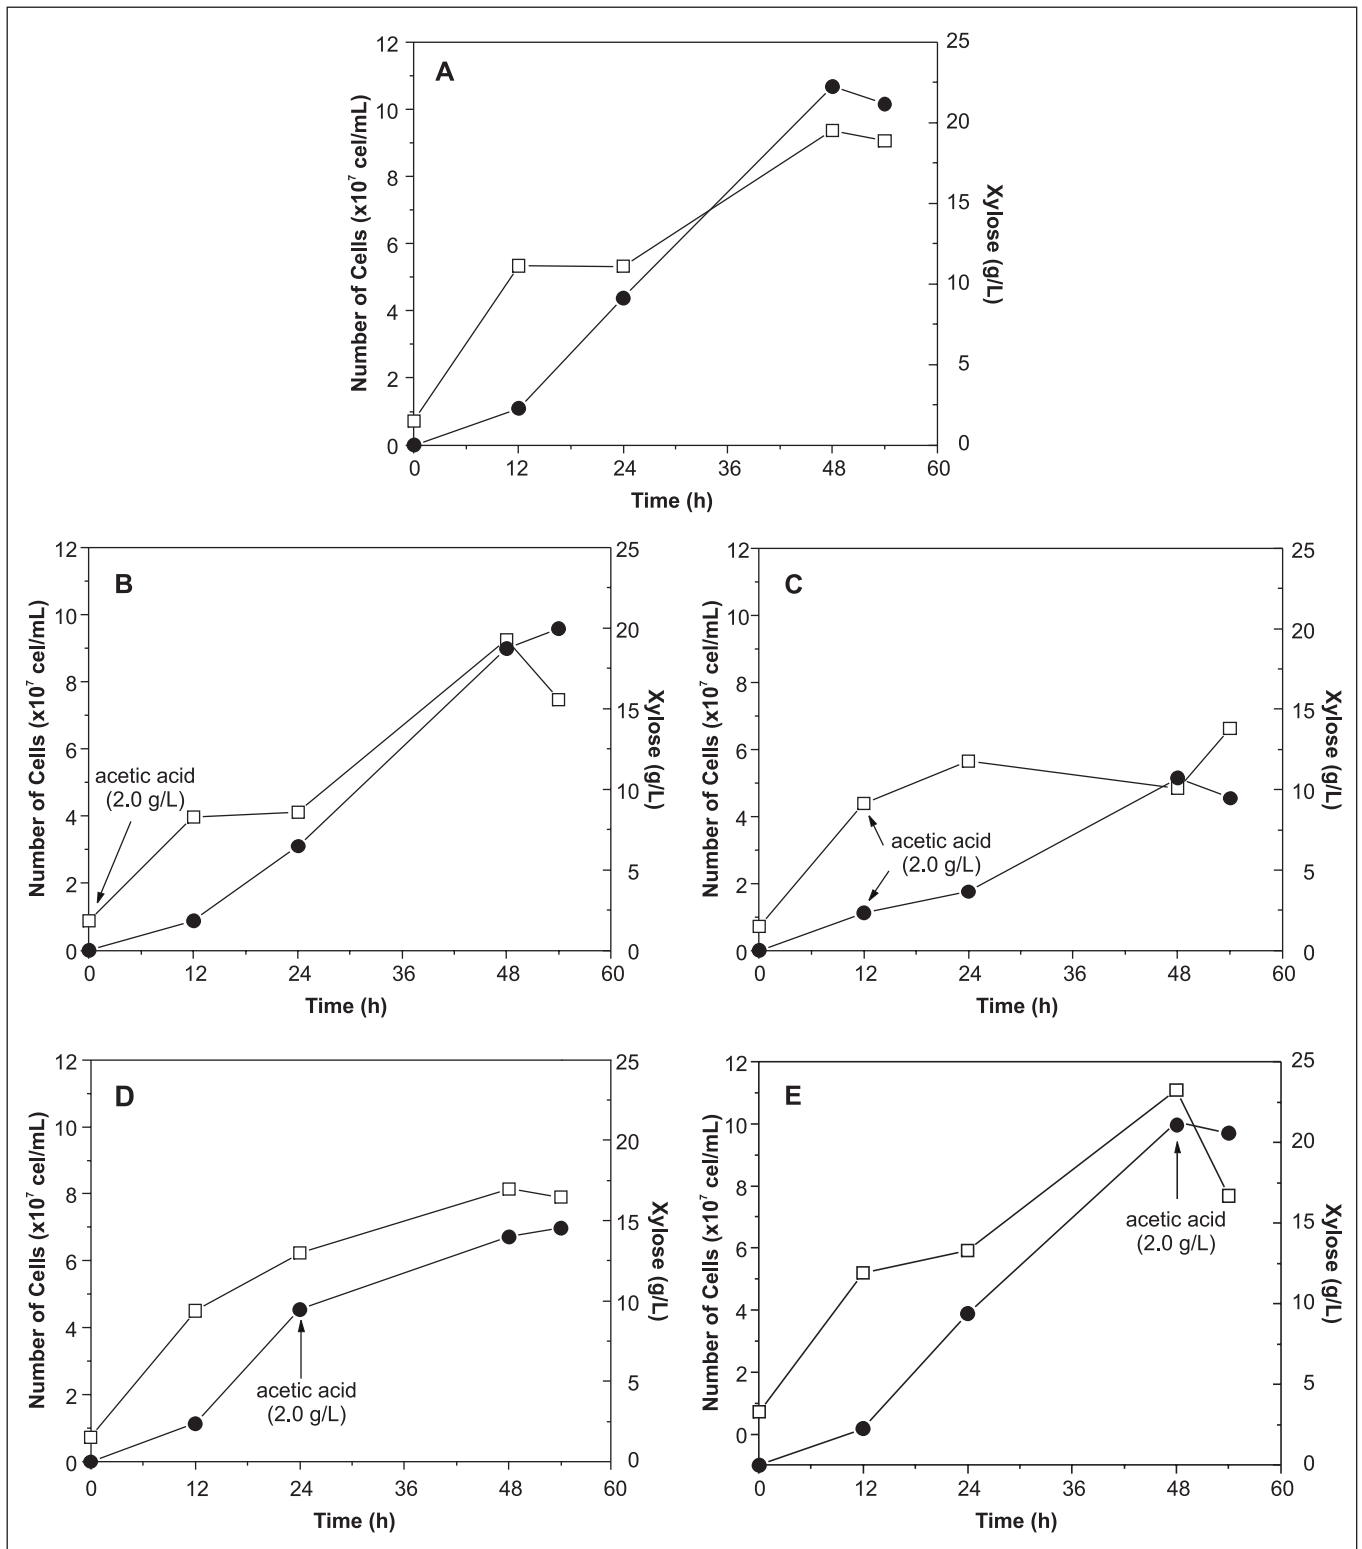 A
12
10
8
6
4
2
0
Number of Cells (x10⁷ cel/mL)
25
20
15
10
5
0
Xylose (g/L)
0 12 24 36 48 60
Time (h)
B
12
10
8
6
4
2
0
Number of Cells (x10⁷ cel/mL)
acetic acid
(2.0 g/L)
25
20
15
10
5
0
Xylose (g/L)
0 12 24 36 48 60
Time (h)
C
12
10
8
6
4
2
0
Number of Cells (x10⁷ cel/mL)
acetic acid
(2.0 g/L)
25
20
15
10
5
0
Xylose (g/L)
0 12 24 36 48 60
Time (h)
D
12
10
8
6
4
2
0
Number of Cells (x10⁷ cel/mL)
acetic acid
(2.0 g/L)
25
20
15
10
5
0
Xylose (g/L)
0 12 24 36 48 60
Time (h)
E
12
10
8
6
4
2
0
Number of Cells (x10⁷ cel/mL)
acetic acid
(2.0 g/L)
25
20
15
10
5
0
Xylose (g/L)
0 12 24 36 48 60
Time (h)